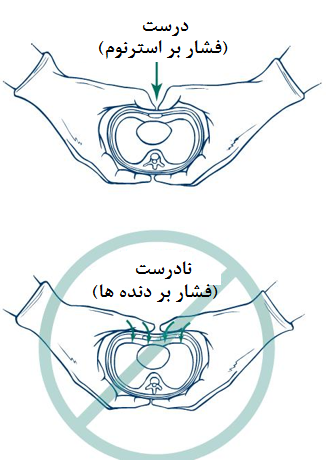 درست
(فشار بر استرنوم)
نادرست
(فشار بر دنده ها)